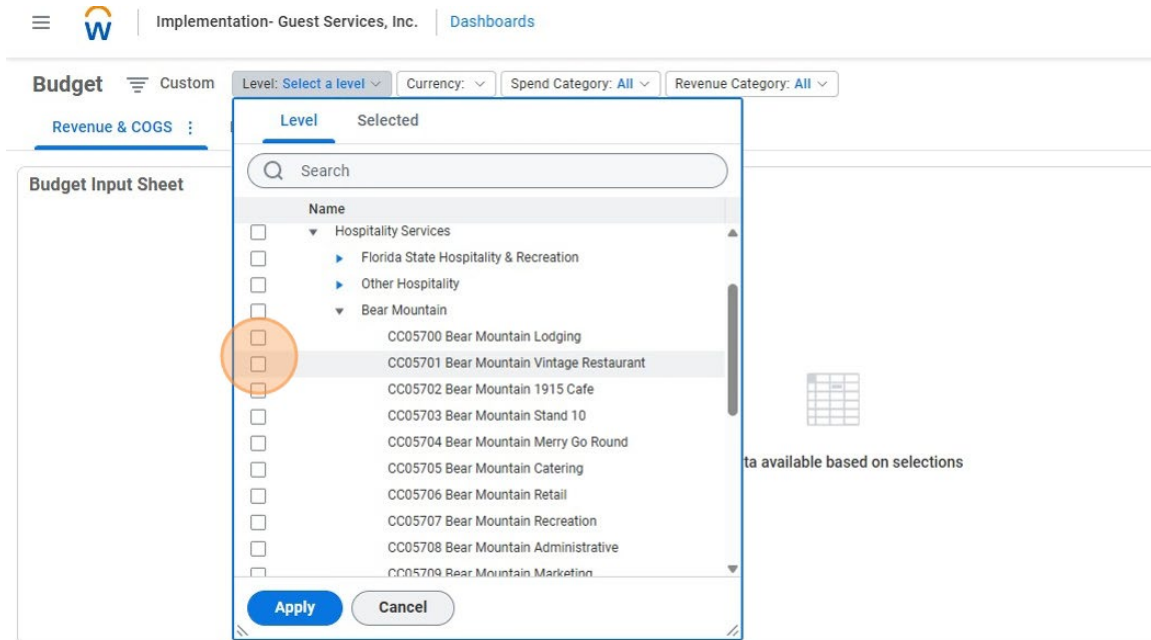 Implementation- Guest Services, Inc. Dashboards
Budget Custom Level: Select a level Currency: Spend Category: All Revenue Category: All
Revenue & COGS
Level Selected
Search
Budget Input Sheet
Name
Hospitality Services
Florida State Hospitality & Recreation
Other Hospitality
Bear Mountain
CC05700 Bear Mountain Lodging
CC05701 Bear Mountain Vintage Restaurant
CC05702 Bear Mountain 1915 Cafe
CC05703 Bear Mountain Stand 10
CC05704 Bear Mountain Merry Go Round
CC05705 Bear Mountain Catering
ta available based on selections
CC05706 Bear Mountain Retail
CC05707 Bear Mountain Recreation
CC05708 Bear Mountain Administrative
CC05709 Bear Mountain Marketing
Apply Cancel